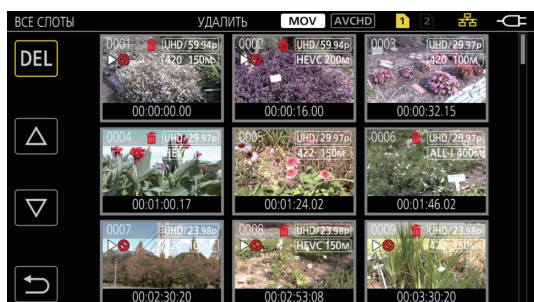 ВСЕ СЛОТЫ УДАЛИТЬ MOV AVCHD 1 2
DEL
0001 UHD/59.94p
420 150M
00:00:00.00
0002 UHD/59.94p
HEVC 200M
00:00:16.00
0003 UHD/29.97p
420 100M
00:00:32.15
0004 UHD/29.97p
00:01:00.17
0005 UHD/29.97p
422 150M
00:01:24.02
0006 UHD/29.97p
ALL-I 400M
00:01:46.02
0007 UHD/23.98p
00:02:30:20
0008 UHD/23.98p
HEVC 150M
00:02:53:08
0009 UHD/23.98p
422 150M
00:03:30:20